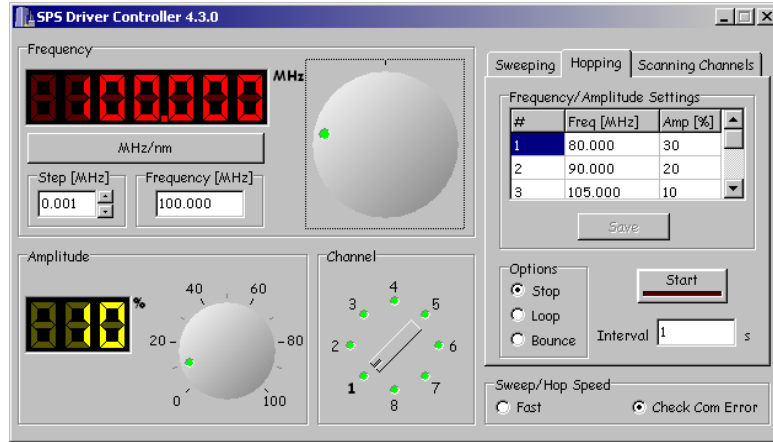 SPS Driver Controller 4.3.0
Frequency
100.000 MHz
MHz/nm
Step [MHz]
0.001
Frequency [MHz]
100.000
Amplitude
10 %
0 20 40 60 80 100
Channel
1 2 3 4 5 6 7 8
Sweeping Hopping Scanning Channels
Frequency/Amplitude Settings
# Freq [MHz] Amp [%]
1 80.000 30
2 90.000 20
3 105.000 10
Save
Options
Stop
Loop
Bounce
Start
Interval 1 s
Sweep/Hop Speed
Fast Check Com Error